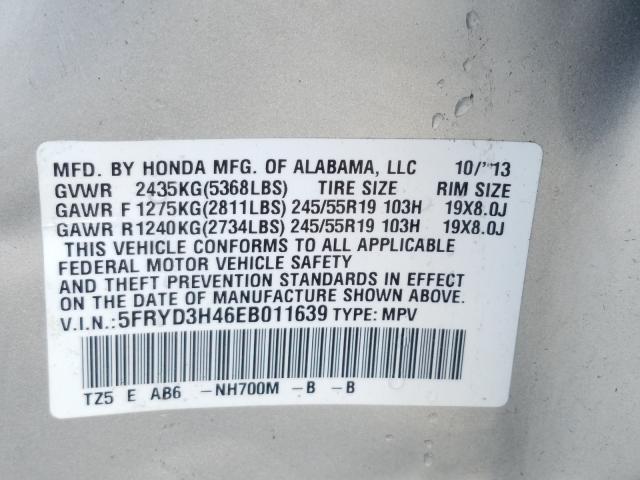 MFD. BY HONDA MFG. OF ALABAMA, LLC 10/'13
GVWR 2435KG(5368LBS) TIRE SIZE RIM SIZE
GAWR F 1275KG(2811LBS) 245/55R19 103H 19X8.0J
GAWR R1240KG(2734LBS) 245/55R19 103H 19X8.0J
THIS VEHICLE CONFORMS TO ALL APPLICABLE
FEDERAL MOTOR VEHICLE SAFETY
AND THEFT PREVENTION STANDARDS IN EFFECT
ON THE DATE OF MANUFACTURE SHOWN ABOVE.
V.I.N.:5FRYD3H46EB011639 TYPE: MPV
TZ5 E AB6 -NH700M -B -B